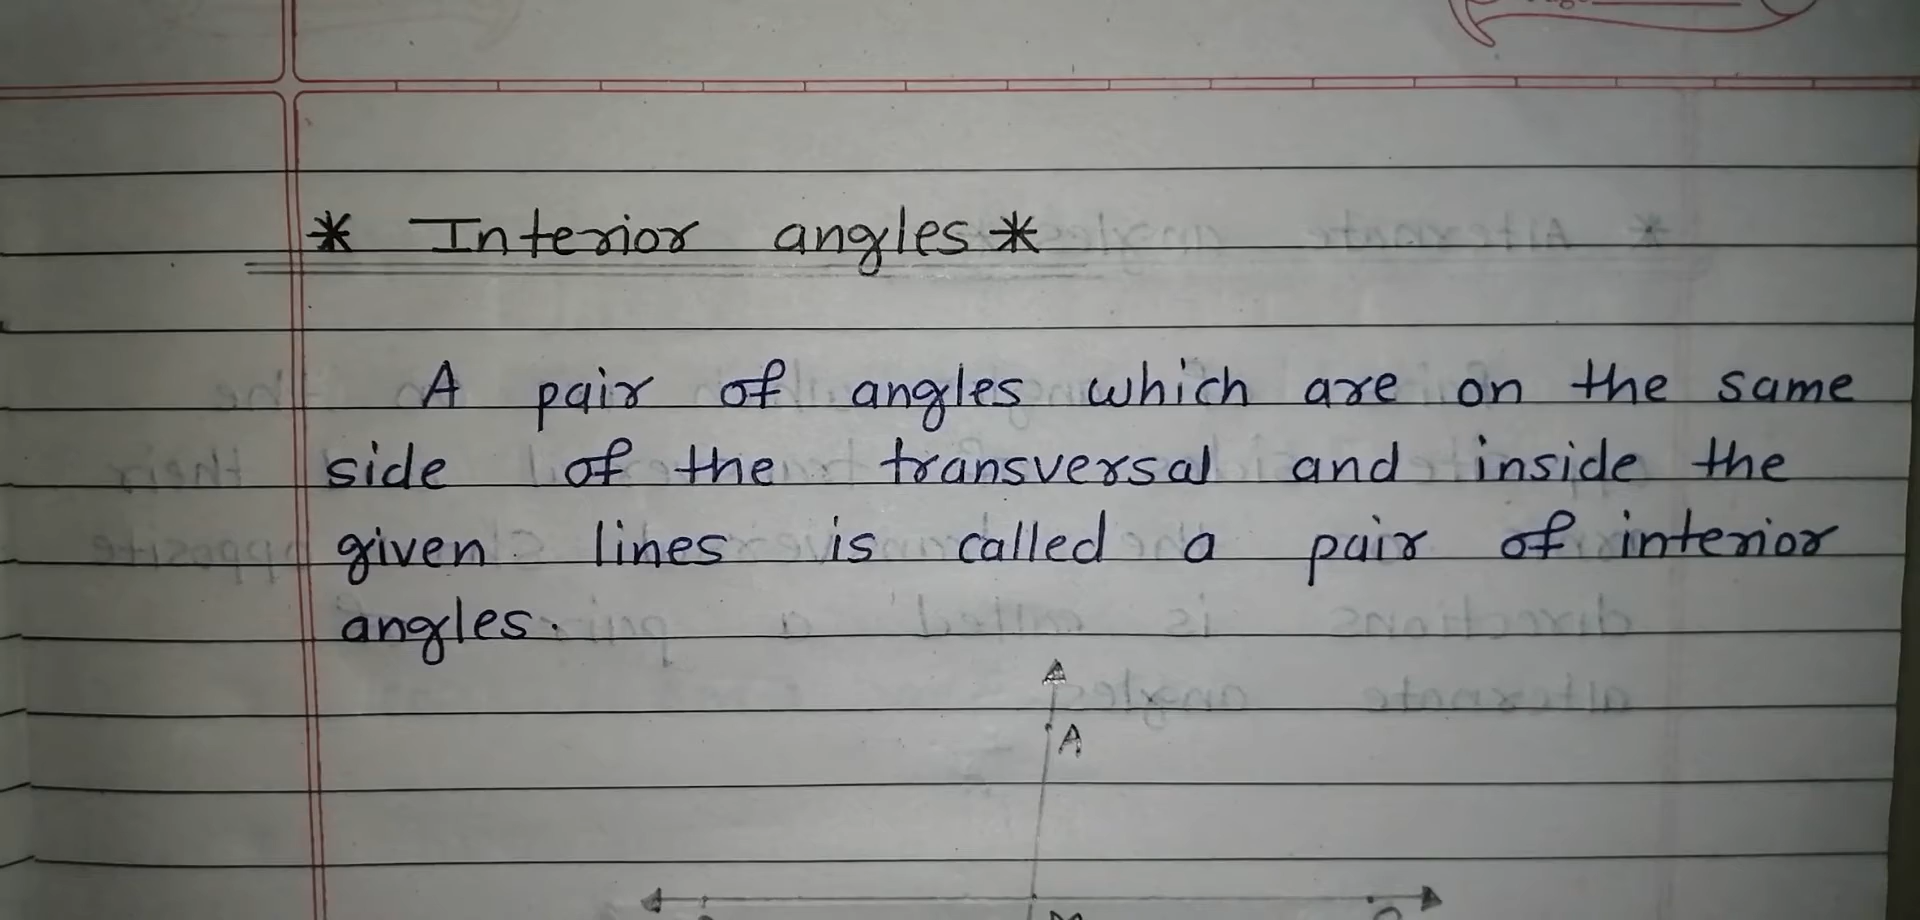 * Interior angles *
A pair of angles which are on the same
side of the transversal and inside the
given lines is called a pair of interior
angles.
A